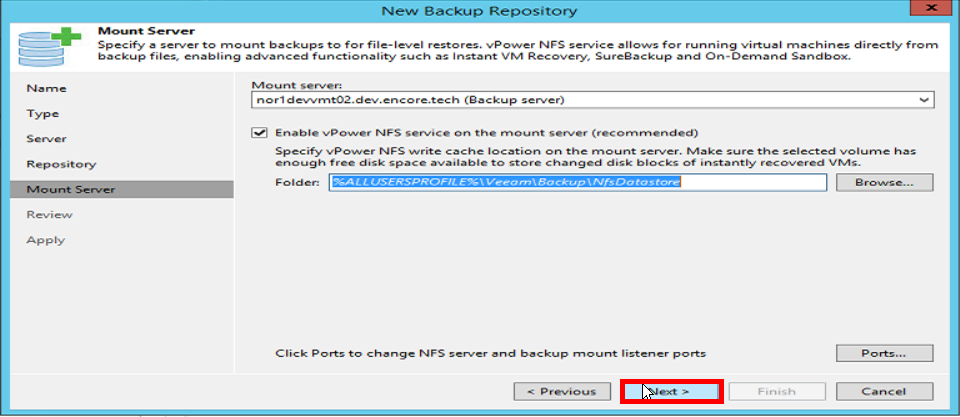 New Backup Repository
Mount Server
Specify a server to mount backups to for file-level restores. vPower NFS service allows for running virtual machines directly from
backup files, enabling advanced functionality such as Instant VM Recovery, SureBackup and On-Demand Sandbox.
Name
Type
Server
Repository
Mount Server
Review
Apply
Mount server:
nor1devvmt02.dev.encore.tech (Backup server)
Enable vPower NFS service on the mount server (recommended)
Specify vPower NFS write cache location on the mount server. Make sure the selected volume has
enough free disk space available to store changed disk blocks of instantly recovered VMs.
Folder: %ALLUSERSPROFILE%\Veeam\Backup\NfsDatastore Browse...
Click Ports to change NFS server and backup mount listener ports Ports...
< Previous Next > Finish Cancel